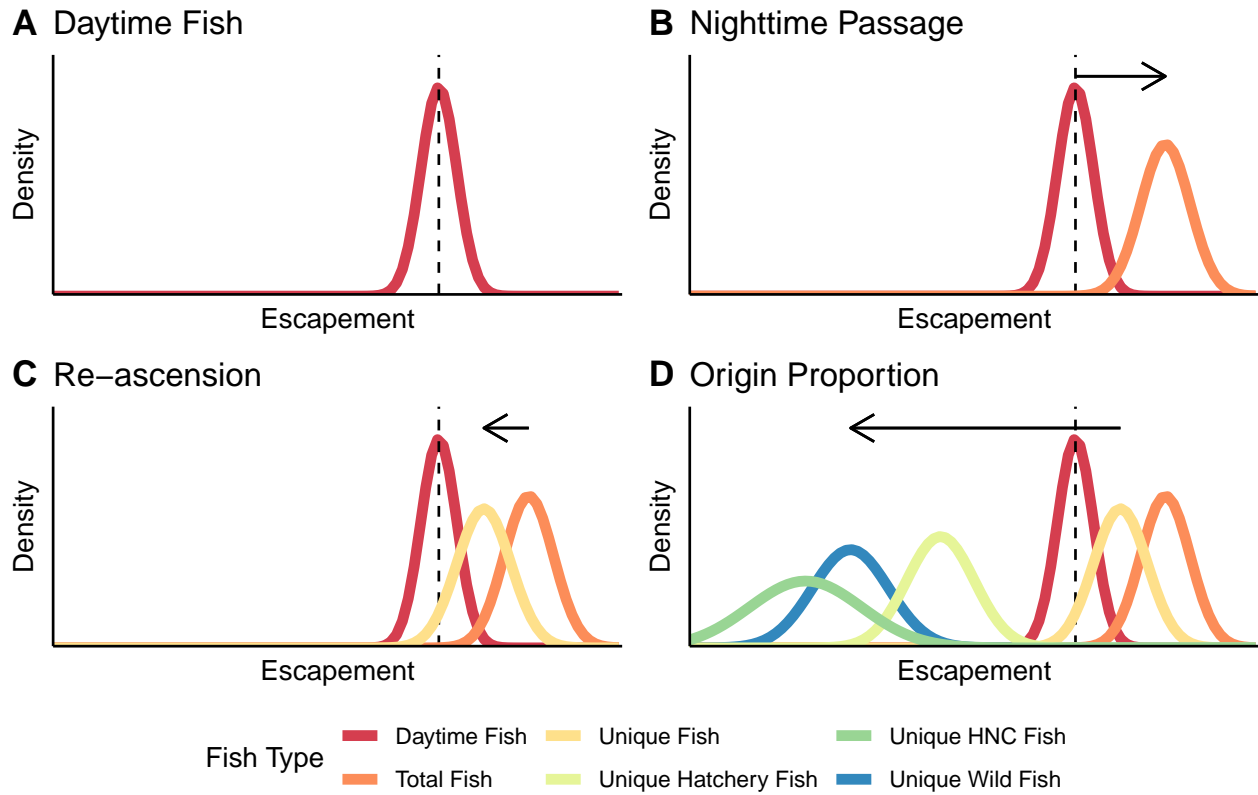 A Daytime Fish
B Nighttime Passage
Density
Density
Escapement
Escapement
C Re−ascension
D Origin Proportion
Density
Density
Escapement
Escapement
Fish Type
Daytime Fish
Unique Fish
Unique HNC Fish
Total Fish
Unique Hatchery Fish
Unique Wild Fish